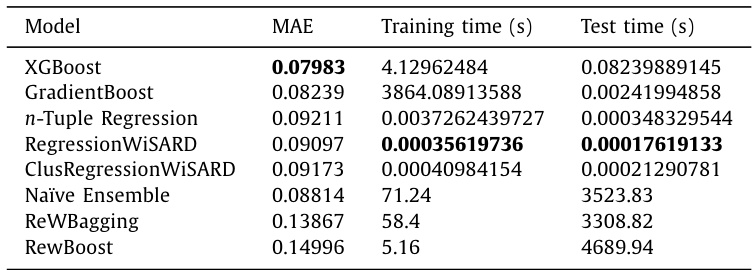 Model MAE Training time (s) Test time (s)
XGBoost 0.07983 4.12962484 0.08239889145
GradientBoost 0.08239 3864.08913588 0.00241994858
n-Tuple Regression 0.09211 0.0037262439727 0.000348329544
RegressionWiSARD 0.09097 0.00035619736 0.00017619133
ClusRegressionWiSARD 0.09173 0.00040984154 0.00021290781
Naïve Ensemble 0.08814 71.24 3523.83
ReWBagging 0.13867 58.4 3308.82
RewBoost 0.14996 5.16 4689.94